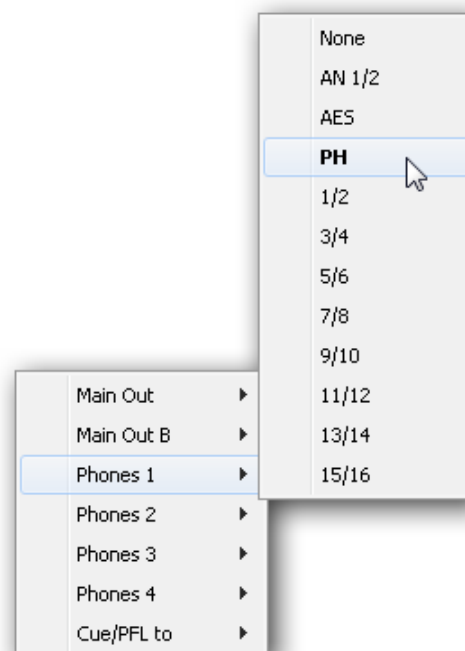 None
AN 1/2
AES
PH
1/2
3/4
5/6
7/8
9/10
11/12
13/14
15/16
Main Out
Main Out B
Phones 1
Phones 2
Phones 3
Phones 4
Cue/PFL to